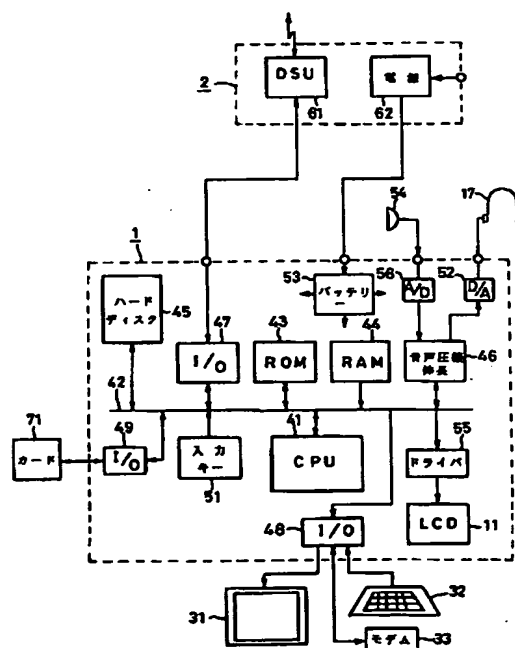 DSU
61
電源
62
2
54
17
1
53
バッテリー
56
A/D
52
D/A
ハードディスク
45
47
I/O
43
ROM
44
RAM
音声圧縮伸長
46
42
71
カード
49
I/O
入力キー
51
41
CPU
55
ドライバ
LCD
11
48
I/O
31
32
モデム
33